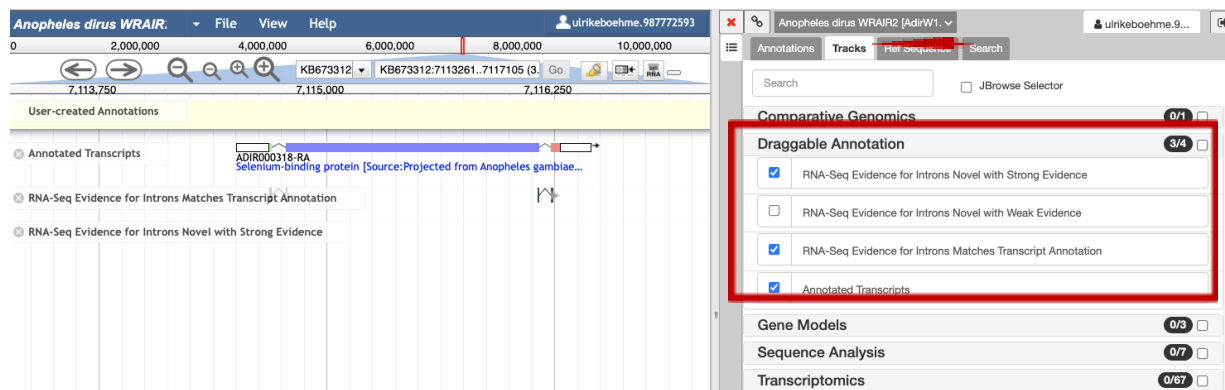 Anopheles dirus WRAIR: File View Help ulrikeboehme.987772593
0 2,000,000 4,000,000 6,000,000 8,000,000 10,000,000
KB673312 KB673312:7113261..7117105 (3. Go
RNA
7,113,750 7,115,000 7,116,250
User-created Annotations
Annotated Transcripts
ADIR000318-RA
Selenium-binding protein [Source:Projected from Anopheles gambiae...
RNA-Seq Evidence for Introns Matches Transcript Annotation
RNA-Seq Evidence for Introns Novel with Strong Evidence
Anopheles dirus WRAIR2 [AdirW1. ulrikeboehme.9...
Annotations Tracks Ref Sequence Search
Search JBrowse Selector
Comparative Genomics 0/1
Draggable Annotation 3/4
RNA-Seq Evidence for Introns Novel with Strong Evidence
RNA-Seq Evidence for Introns Novel with Weak Evidence
RNA-Seq Evidence for Introns Matches Transcript Annotation
Annotated Transcripts
Gene Models 0/3
Sequence Analysis 0/7
Transcriptomics 0/67